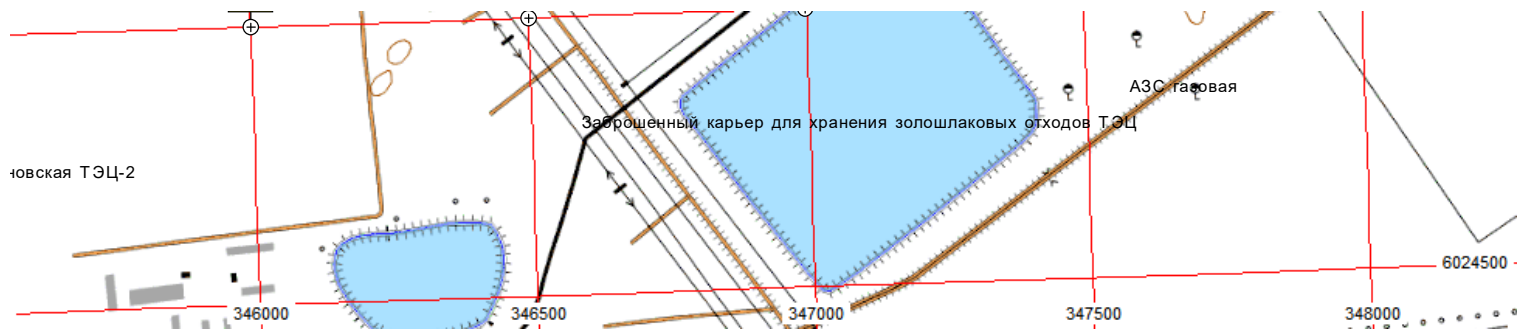 АЗС газовая
Заброшенный карьер для хранения золошлаковых отходов ТЭЦ
новская ТЭЦ-2
6024500
346000 346500 347000 347500 348000